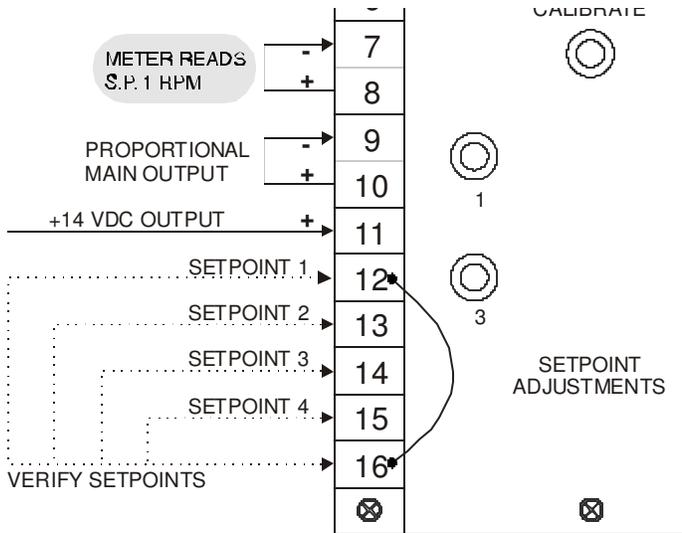 CALIBRATE
7
METER READS
-
S.P. 1 RPM
+
8
9
PROPORTIONAL
-
MAIN OUTPUT
+
10
1
+14 VDC OUTPUT
+
11
SETPOINT 1
12
SETPOINT 2
13
3
SETPOINT 3
14
SETPOINT
ADJUSTMENTS
SETPOINT 4
15
16
VERIFY SETPOINTS